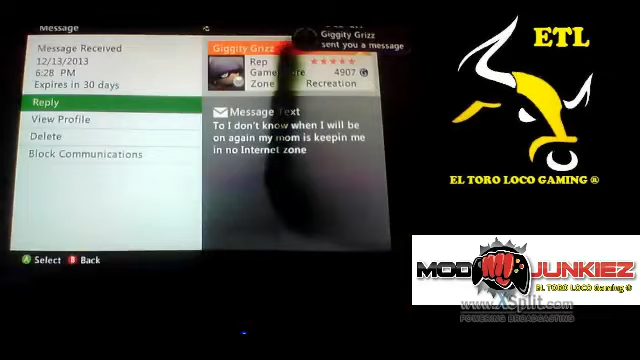 Message
Message Received
12/13/2013
6:28 PM
Expires in 30 days
Reply
View Profile
Delete
Block Communications
A Select B Back
Giggity Grizz
sent you a message
Giggity Grizz
Rep
4907 G
Zone Recreation
Message Text
To I don't know when I will be
on again my mom is keepin me
in no Internet zone
ETL
EL TORO LOCO GAMING ®
MOD JUNKIEZ
EL TORO LOCO Gaming®
www.XSplit.com
POWERING BROADCASTING